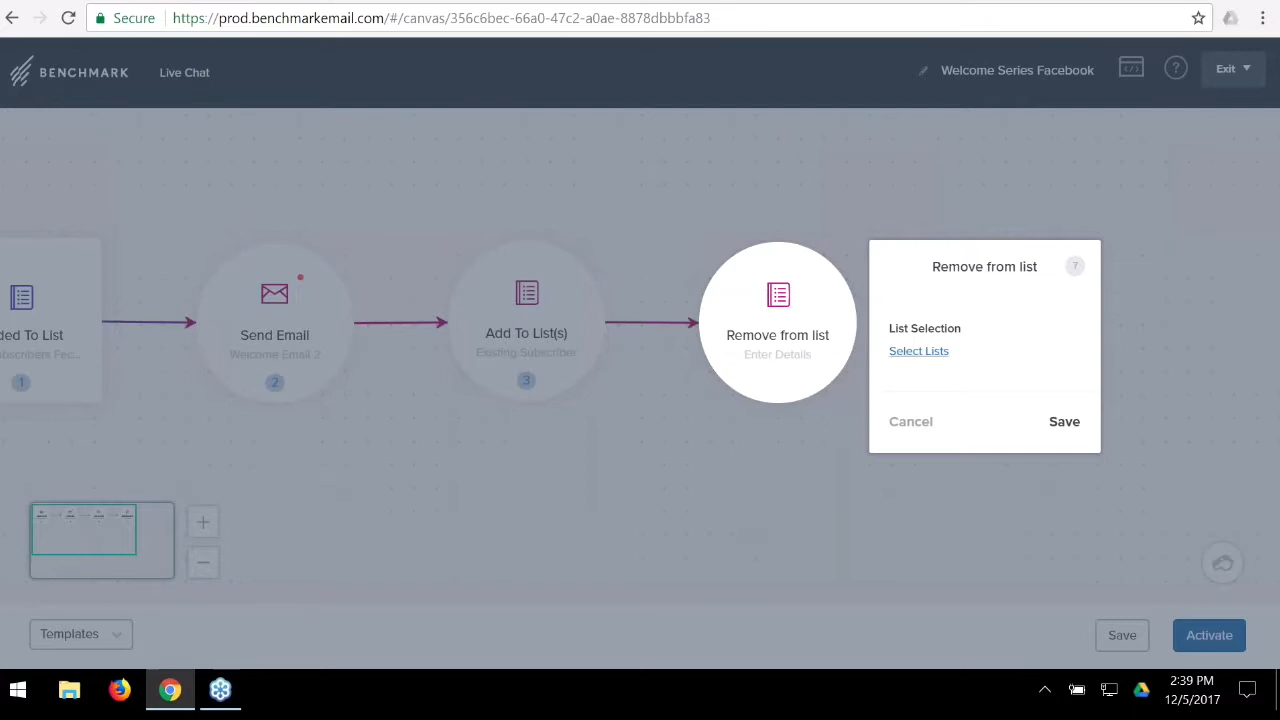 Secure
https://prod.benchmarkemail.com/#/canvas/356c6bec-66a0-47c2-a0ae-8878dbbbfa83
BENCHMARK
Live Chat
Welcome Series Facebook
</>
?
Exit
ded To List
ubscribers Fec...
1
Send Email
Welcome Email 2
2
Add To List(s)
Existing Subscriber
3
Remove from list
Enter Details
Remove from list
?
List Selection
Select Lists
Cancel
Save
+
−
Templates
Save
Activate
2:39 PM
12/5/2017